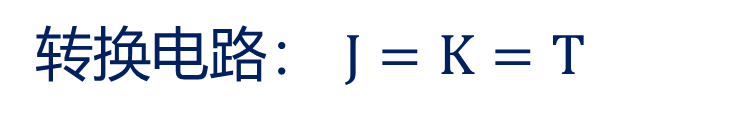 转换电路： J = K = T